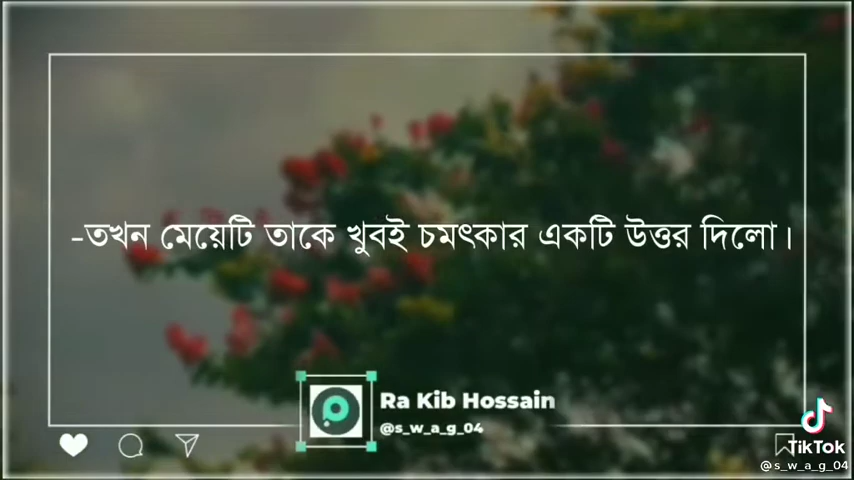 -তখন মেয়েটি তাকে খুবই চমৎকার একটি উত্তর দিলো।
Ra Kib Hossain
@s_w_a_g_04
TikTok
@s_w_a_g_04